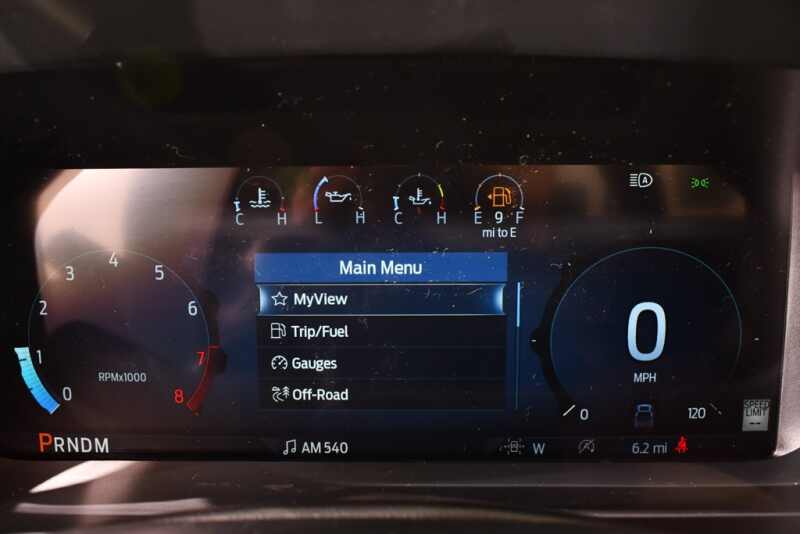 A
C H L H C H E 9 F
mi to E
Main Menu
MyView
Trip/Fuel
Gauges
Off-Road
0 1 2 3 4 5 6 7 8
RPMx1000
0
MPH
0 120
SPEED
LIMIT
--
PRNDM
AM 540
W
6.2 mi